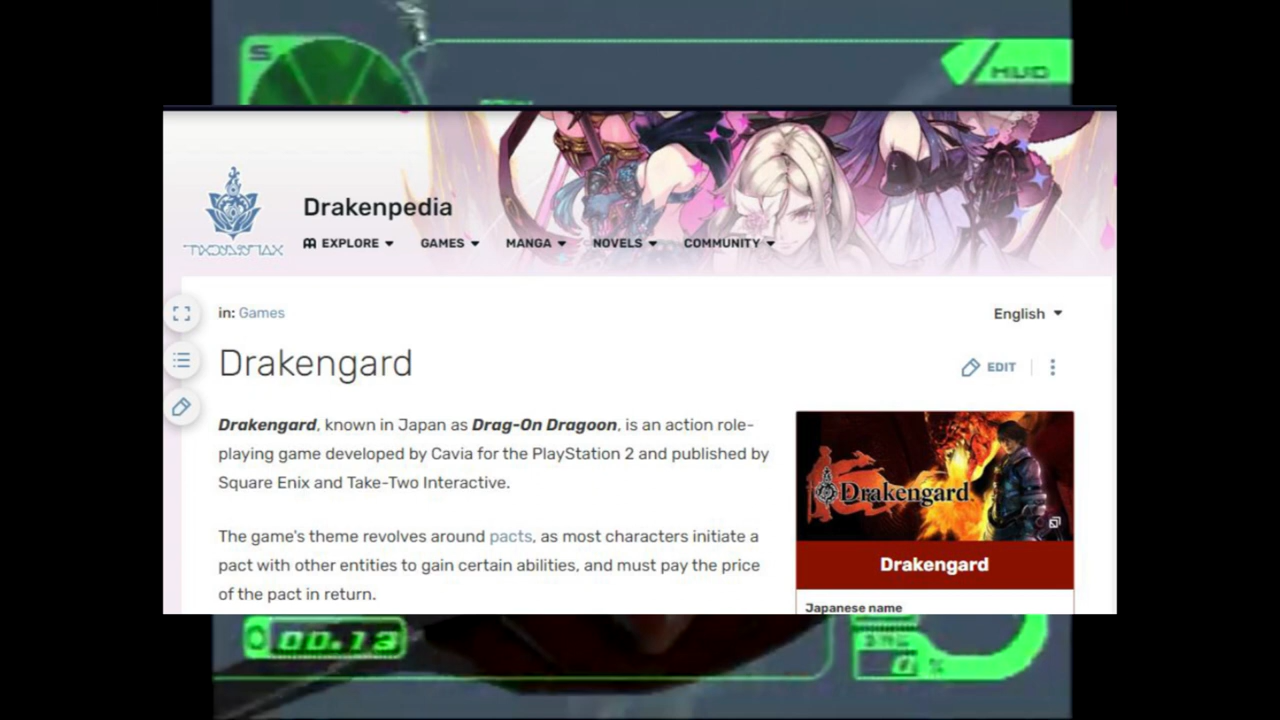 S
HUD
Drakenpedia
EXPLORE
GAMES
MANGA
NOVELS
COMMUNITY
in: Games
English
Drakengard
EDIT
Drakengard, known in Japan as Drag-On Dragoon, is an action role-
playing game developed by Cavia for the PlayStation 2 and published by
Square Enix and Take-Two Interactive.
The game's theme revolves around pacts, as most characters initiate a
pact with other entities to gain certain abilities, and must pay the price
of the pact in return.
Drakengard
Drakengard
Japanese name
00.13
%